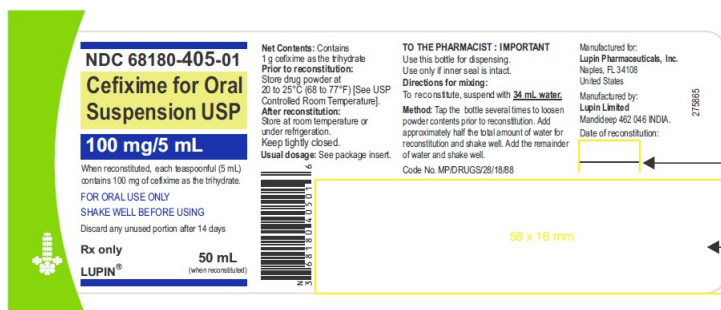 NDC 68180-405-01
Cefixime for Oral
Suspension USP
100 mg/5 mL
When reconstituted, each teaspoonful (5 mL)
contains 100 mg of cefixime as the trihydrate.
FOR ORAL USE ONLY
SHAKE WELL BEFORE USING
Discard any unused portion after 14 days
Rx only
LUPIN®
50 mL
(when reconstituted)
Net Contents: Contains
1 g cefixime as the trihydrate
Prior to reconstitution:
Store drug powder at
20 to 25°C (68 to 77°F) [See USP
Controlled Room Temperature].
After reconstitution:
Store at room temperature or
under refrigeration.
Keep tightly closed.
Usual dosage: See package insert.
N
3 68180 40501 6
TO THE PHARMACIST : IMPORTANT
Use this bottle for dispensing.
Use only if inner seal is intact.
Directions for mixing:
To reconstitute, suspend with 34 mL water.
Method: Tap the bottle several times to loosen
powder contents prior to reconstitution. Add
approximately half the total amount of water for
reconstitution and shake well. Add the remainder
of water and shake well.
Code No. MP/DRUGS/28/18/88
Manufactured for:
Lupin Pharmaceuticals, Inc.
Naples, FL 34108
United States
Manufactured by:
Lupin Limited
Mandideep 462 046 INDIA.
Date of reconstitution:
275865
58 x 16 mm